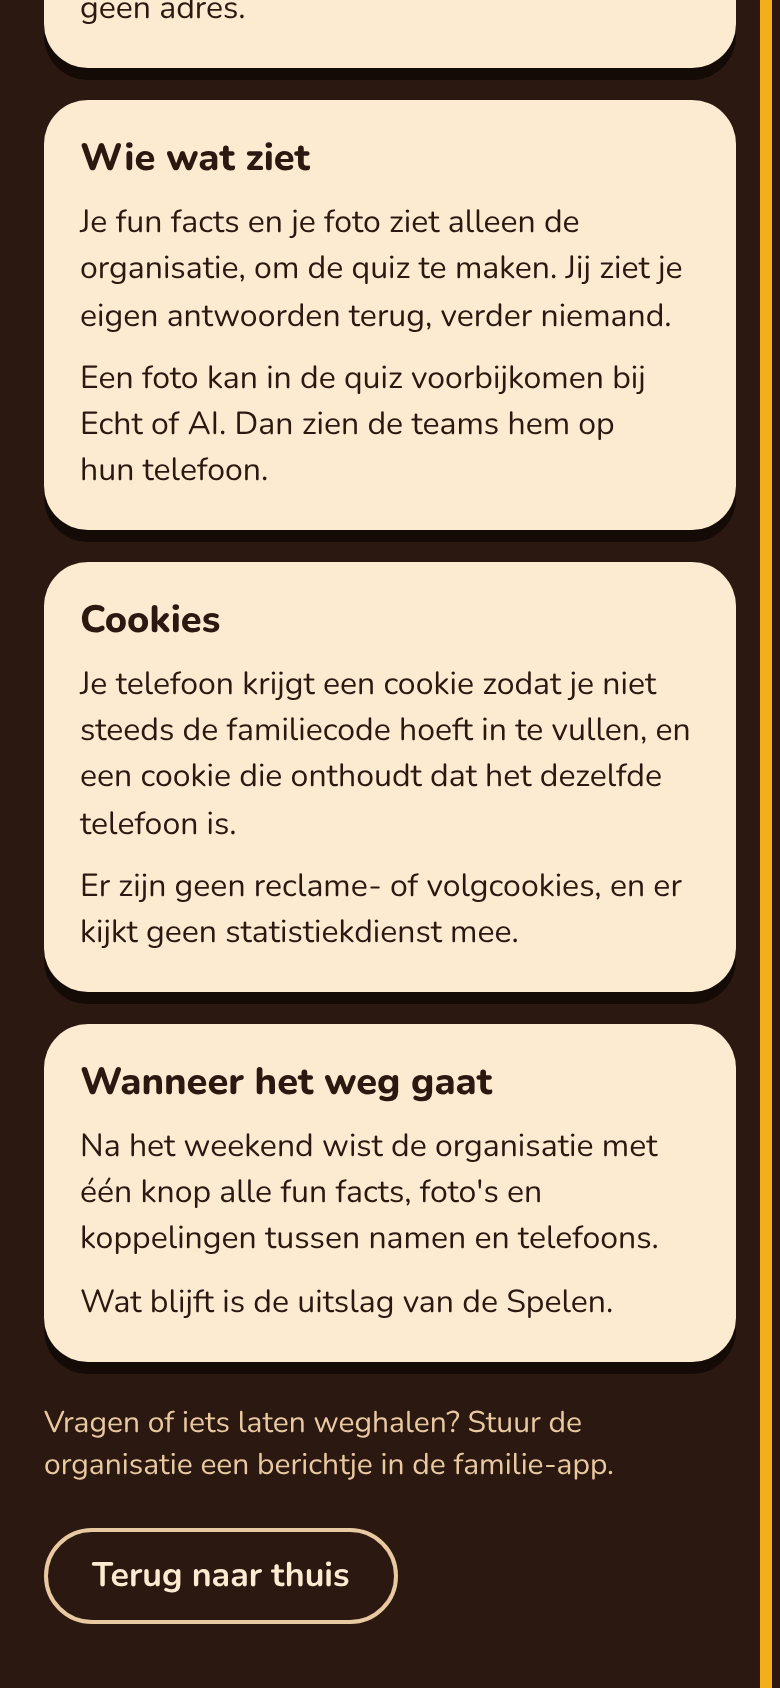 geen adres.
Wie wat ziet
Je fun facts en je foto ziet alleen de
organisatie, om de quiz te maken. Jij ziet je
eigen antwoorden terug, verder niemand.
Een foto kan in de quiz voorbijkomen bij
Echt of AI. Dan zien de teams hem op
hun telefoon.
Cookies
Je telefoon krijgt een cookie zodat je niet
steeds de familiecode hoeft in te vullen, en
een cookie die onthoudt dat het dezelfde
telefoon is.
Er zijn geen reclame- of volgcookies, en er
kijkt geen statistiekdienst mee.
Wanneer het weg gaat
Na het weekend wist de organisatie met
één knop alle fun facts, foto's en
koppelingen tussen namen en telefoons.
Wat blijft is de uitslag van de Spelen.
Vragen of iets laten weghalen? Stuur de
organisatie een berichtje in de familie-app.
Terug naar thuis